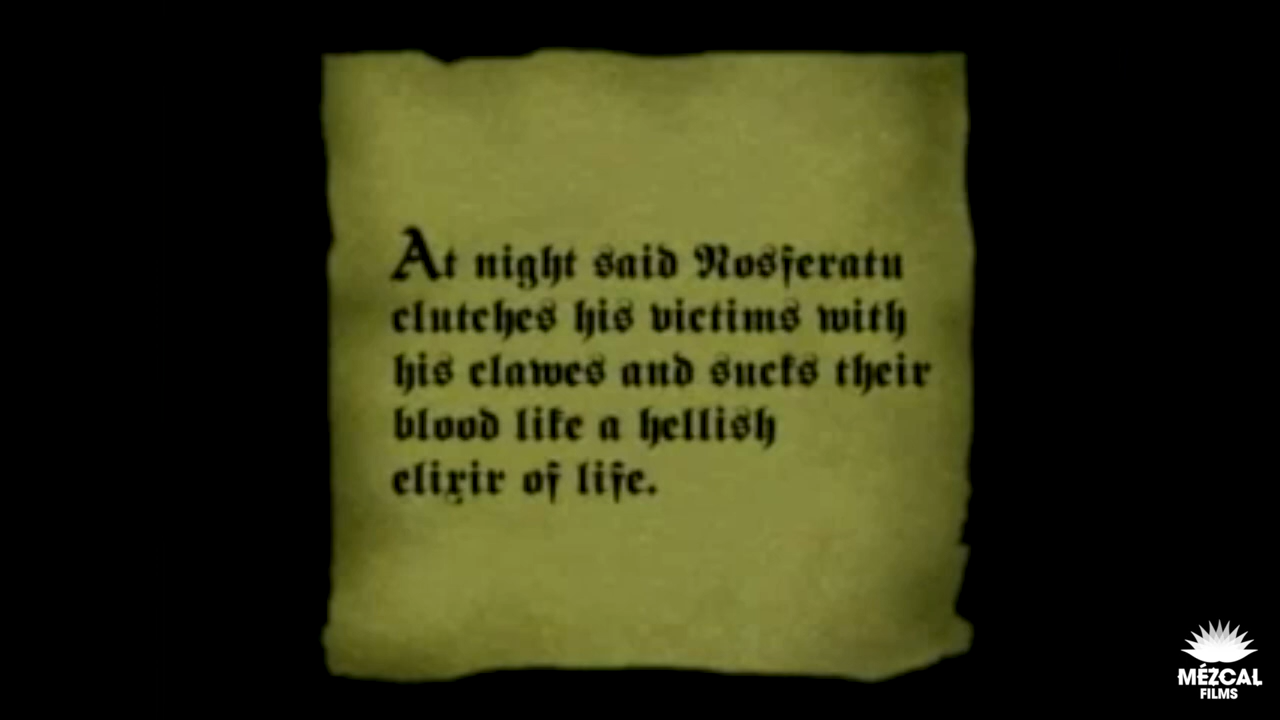 At night said Nosferatu
clutches his victims with
his clawes and sucks their
blood like a hellish
elixir of life.
MÉZCAL
FILMS